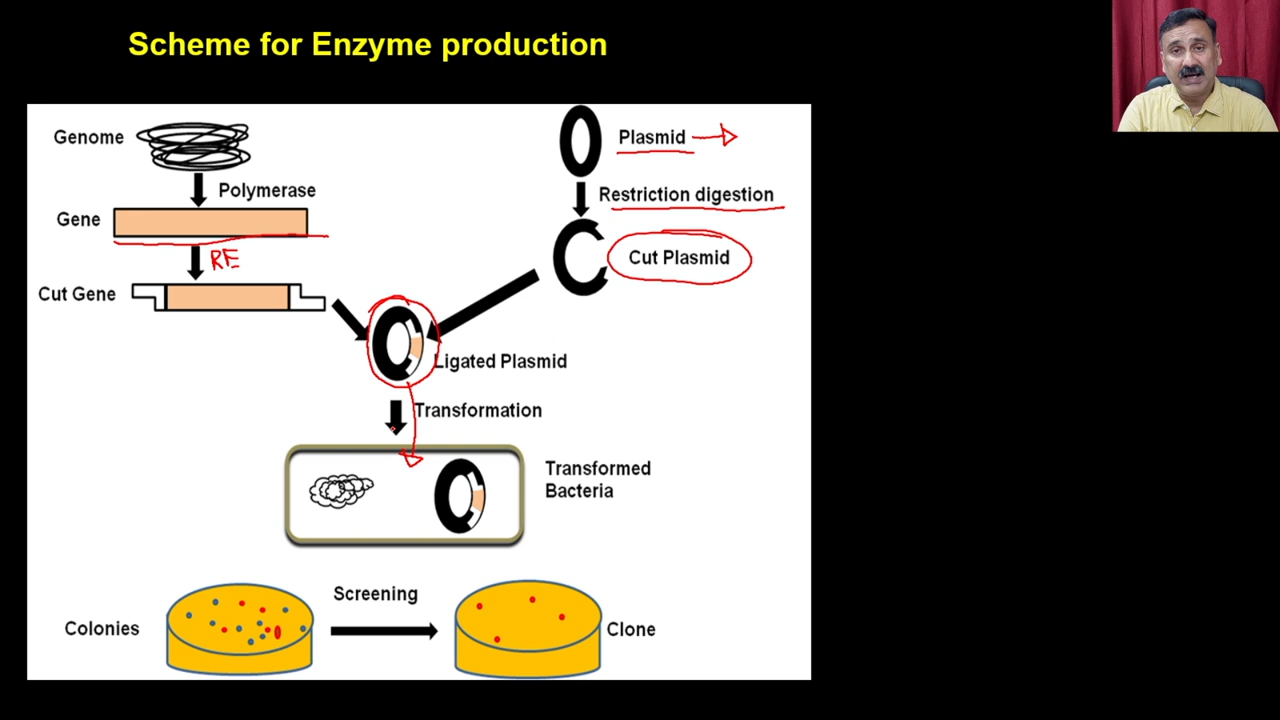 Scheme for Enzyme production
Genome
Plasmid
Polymerase
Restriction digestion
Gene
RE
Cut Plasmid
Cut Gene
Ligated Plasmid
Transformation
Transformed
Bacteria
Screening
Colonies
Clone